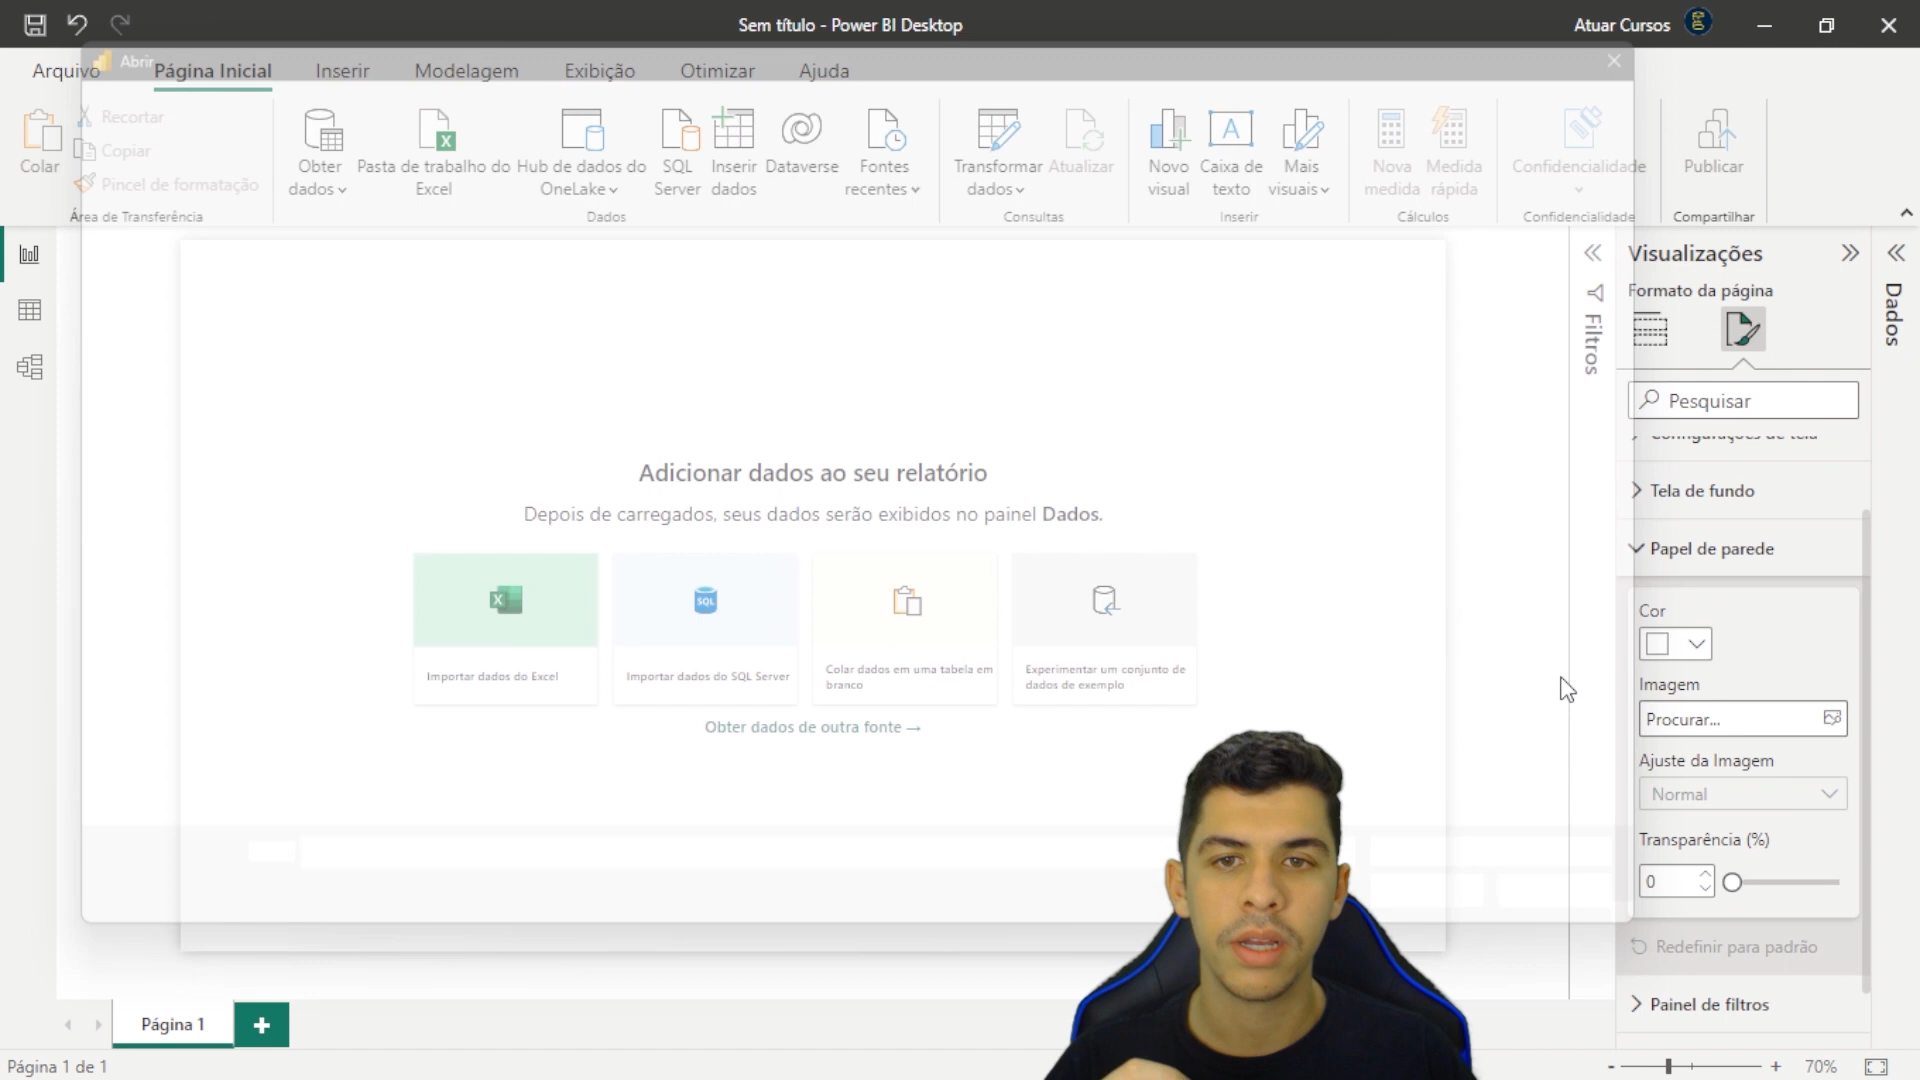 Sem título - Power BI Desktop
Atuar Cursos
Abrir
Arquivo
Página Inicial
Inserir
Modelagem
Exibição
Otimizar
Ajuda
Colar
Recortar
Copiar
Pincel de formatação
Área de Transferência
Obter dados
Pasta de trabalho do Excel
Hub de dados do OneLake
SQL Server
Inserir dados
Dataverse
Fontes recentes
Dados
Transformar dados
Atualizar
Consultas
Novo visual
Caixa de texto
Mais visuais
Inserir
Nova medida
Medida rápida
Cálculos
Confidencialidade
Confidencialidade
Publicar
Compartilhar
Adicionar dados ao seu relatório
Depois de carregados, seus dados serão exibidos no painel Dados.
Importar dados do Excel
Importar dados do SQL Server
Colar dados em uma tabela em
branco
Experimentar um conjunto de
dados de exemplo
Obter dados de outra fonte →
Filtros
Visualizações
Formato da página
Pesquisar
Configurações de tela
Tela de fundo
Papel de parede
Cor
Imagem
Procurar...
Ajuste da Imagem
Normal
Transparência (%)
0
Redefinir para padrão
Painel de filtros
Dados
Página 1
Página 1 de 1
70%